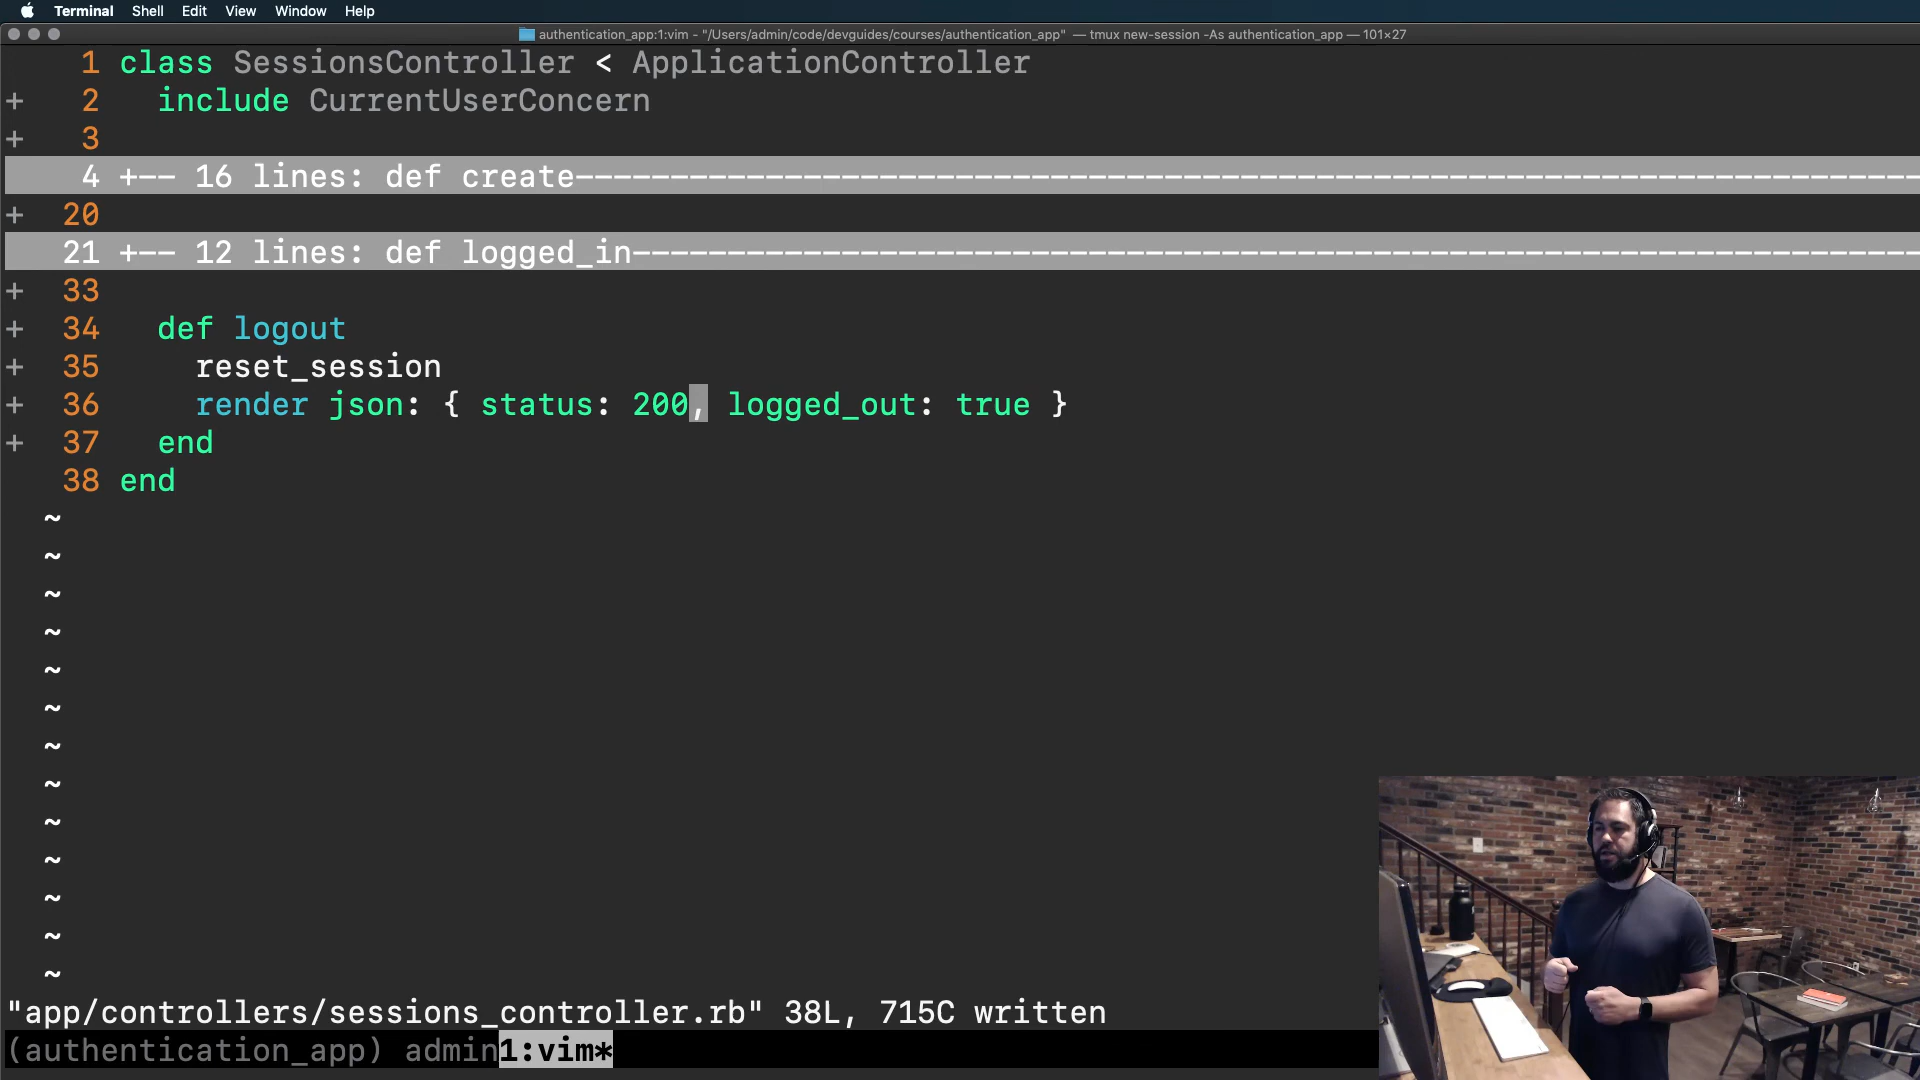 Terminal Shell Edit View Window Help
authentication_app:1:vim - "/Users/admin/code/devguides/courses/authentication_app" — tmux new-session -As authentication_app — 101×27
1 class SessionsController < ApplicationController
+ 2 include CurrentUserConcern
+ 3
4 +-- 16 lines: def create----------------------------------------------------------------------
+ 20
21 +-- 12 lines: def logged_in-------------------------------------------------------------------
+ 33
+ 34 def logout
+ 35 reset_session
+ 36 render json: { status: 200, logged_out: true }
+ 37 end
38 end
~
~
~
~
~
~
~
~
~
~
~
~
~
"app/controllers/sessions_controller.rb" 38L, 715C written
(authentication_app) admin1:vim*